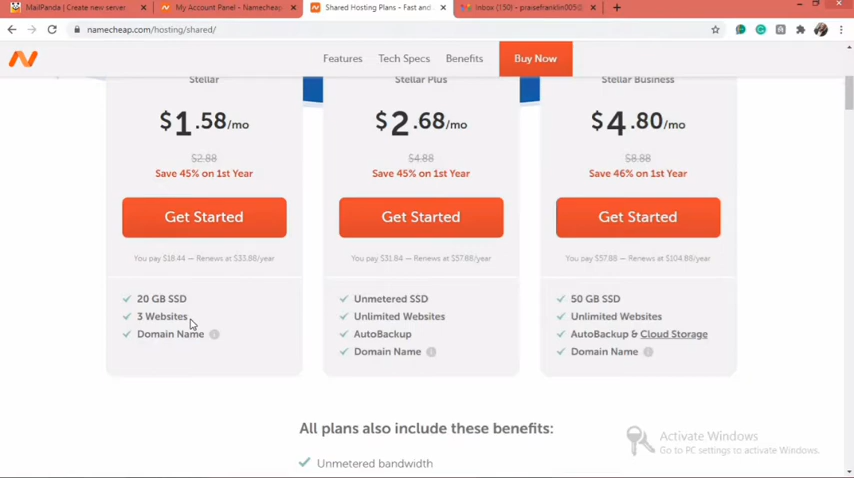 MailPanda | Create new server
My Account Panel - Namecheap
Shared Hosting Plans - Fast and
Inbox (150) - praisefranklin005@
namecheap.com/hosting/shared/
Features
Tech Specs
Benefits
Buy Now
Stellar
$1.58/mo
$2.88
Save 45% on 1st Year
Get Started
You pay $18.44 — Renews at $33.88/year
20 GB SSD
3 Websites
Domain Name
Stellar Plus
$2.68/mo
$4.88
Save 45% on 1st Year
Get Started
You pay $31.84 — Renews at $57.88/year
Unmetered SSD
Unlimited Websites
AutoBackup
Domain Name
Stellar Business
$4.80/mo
$8.88
Save 46% on 1st Year
Get Started
You pay $57.88 — Renews at $104.88/year
50 GB SSD
Unlimited Websites
AutoBackup & Cloud Storage
Domain Name
All plans also include these benefits:
Unmetered bandwidth
Activate Windows
Go to PC settings to activate Windows.